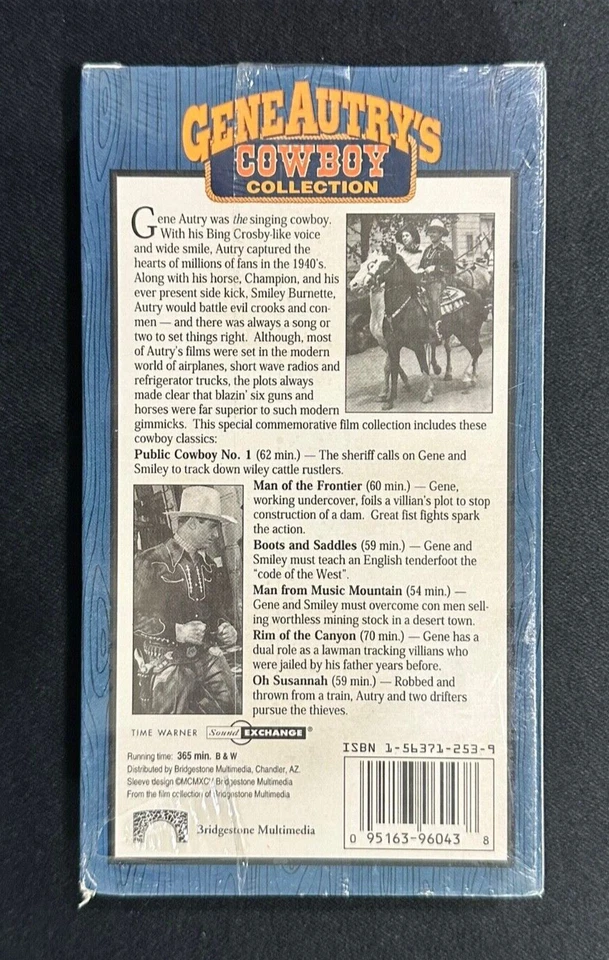 GENE AUTRY'S
COWBOY
COLLECTION
Gene Autry was the singing cowboy.
With his Bing Crosby-like voice
and wide smile, Autry captured the
hearts of millions of fans in the 1940's.
Along with his horse, Champion, and his
ever present side kick, Smiley Burnette,
Autry would battle evil crooks and con-
men — and there was always a song or
two to set things right. Although, most
of Autry's films were set in the modern
world of airplanes, short wave radios and
refrigerator trucks, the plots always
made clear that blazin' six guns and
horses were far superior to such modern
gimmicks. This special commemorative film collection includes these
cowboy classics:
Public Cowboy No. 1 (62 min.) — The sheriff calls on Gene and
Smiley to track down wiley cattle rustlers.
Man of the Frontier (60 min.) — Gene,
working undercover, foils a villian's plot to stop
construction of a dam. Great fist fights spark
the action.
Boots and Saddles (59 min.) — Gene and
Smiley must teach an English tenderfoot the
"code of the West".
Man from Music Mountain (54 min.) —
Gene and Smiley must overcome con men sell-
ing worthless mining stock in a desert town.
Rim of the Canyon (70 min.) — Gene has a
dual role as a lawman tracking villians who
were jailed by his father years before.
Oh Susannah (59 min.) — Robbed and
thrown from a train, Autry and two drifters
pursue the thieves.
TIME WARNER Sound EXCHANGE®
Running time: 365 min. B & W
Distributed by Bridgestone Multimedia, Chandler, AZ.
Sleeve design Bridgestone Multimedia
From the film collection of Bridgestone Multimedia
Bridgestone Multimedia
ISBN 1-56371-253-9
0 95163-96043 8